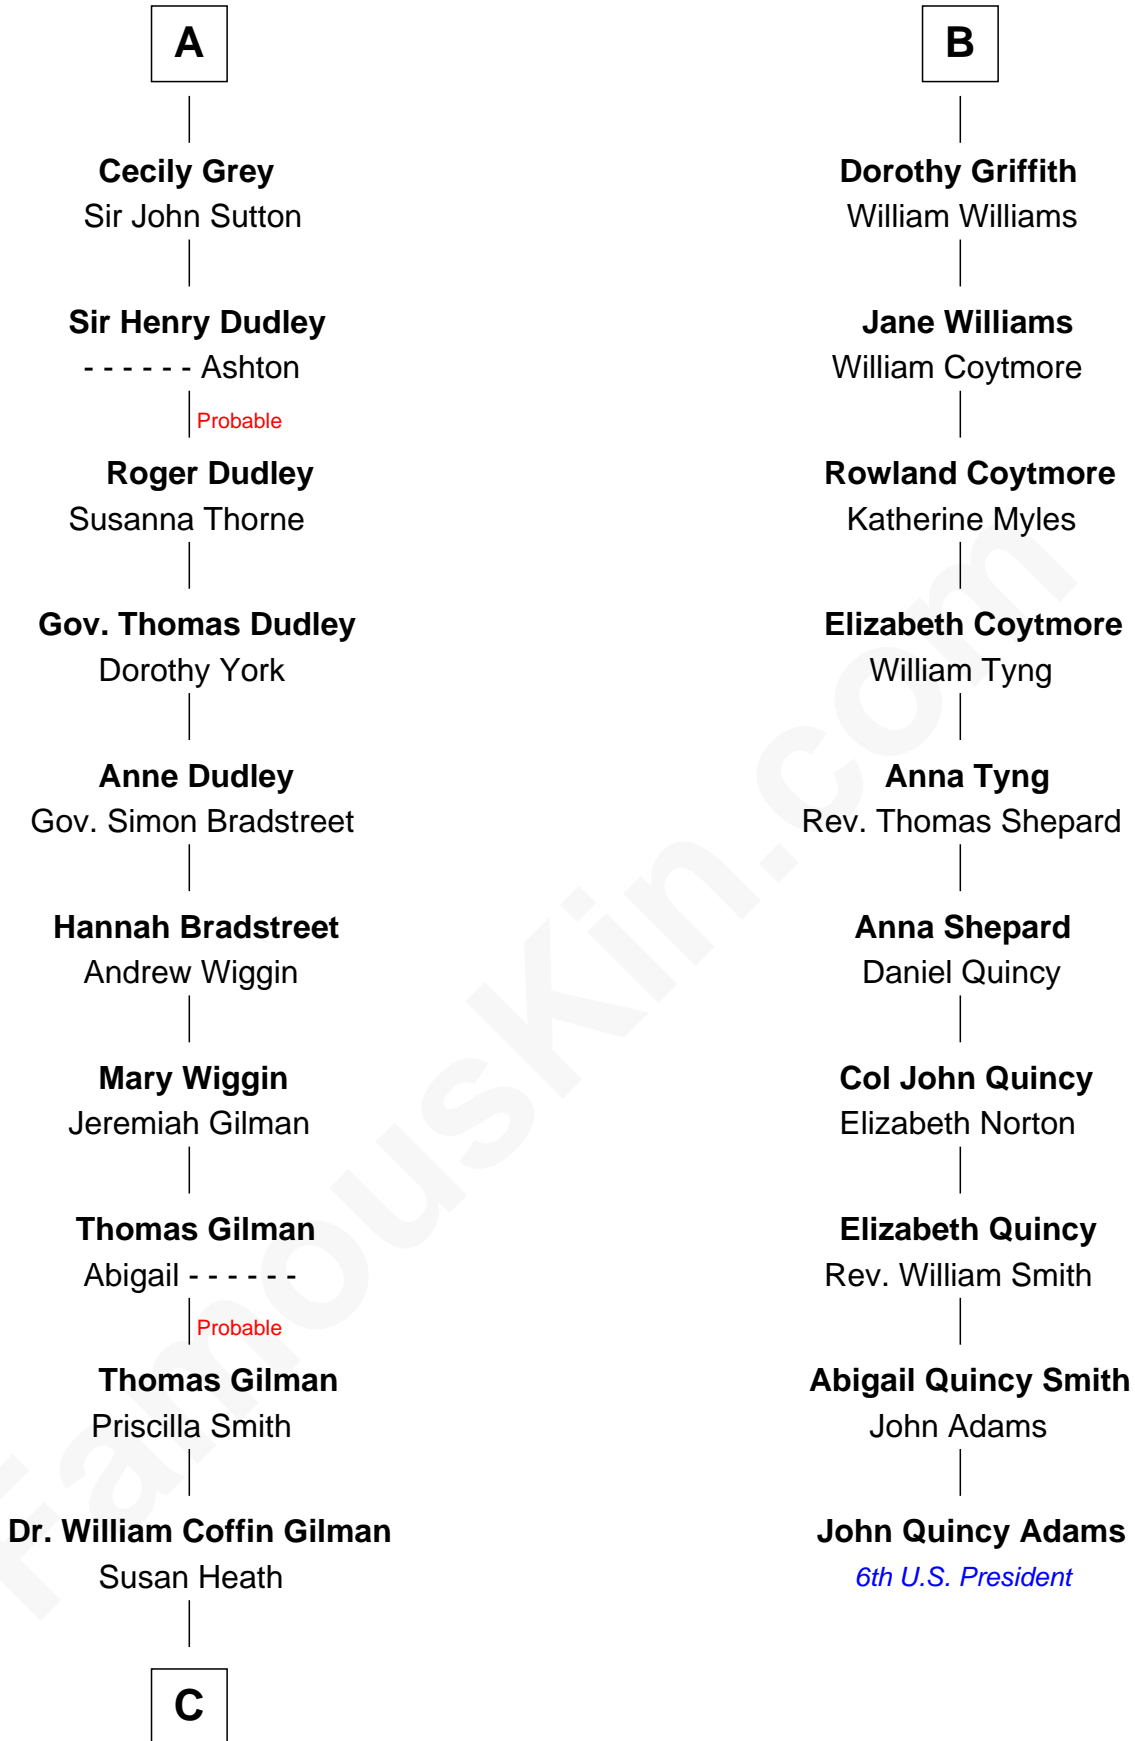 A
Cecily Grey
Sir John Sutton
Sir Henry Dudley
- - - - - - Ashton
Probable
Roger Dudley
Susanna Thorne
Gov. Thomas Dudley
Dorothy York
Anne Dudley
Gov. Simon Bradstreet
Hannah Bradstreet
Andrew Wiggin
Mary Wiggin
Jeremiah Gilman
Thomas Gilman
Abigail - - - - - -
Probable
Thomas Gilman
Priscilla Smith
Dr. William Coffin Gilman
Susan Heath
C
B
Dorothy Griffith
William Williams
Jane Williams
William Coytmore
Rowland Coytmore
Katherine Myles
Elizabeth Coytmore
William Tyng
Anna Tyng
Rev. Thomas Shepard
Anna Shepard
Daniel Quincy
Col John Quincy
Elizabeth Norton
Elizabeth Quincy
Rev. William Smith
Abigail Quincy Smith
John Adams
John Quincy Adams
6th U.S. President
FamousKin.com